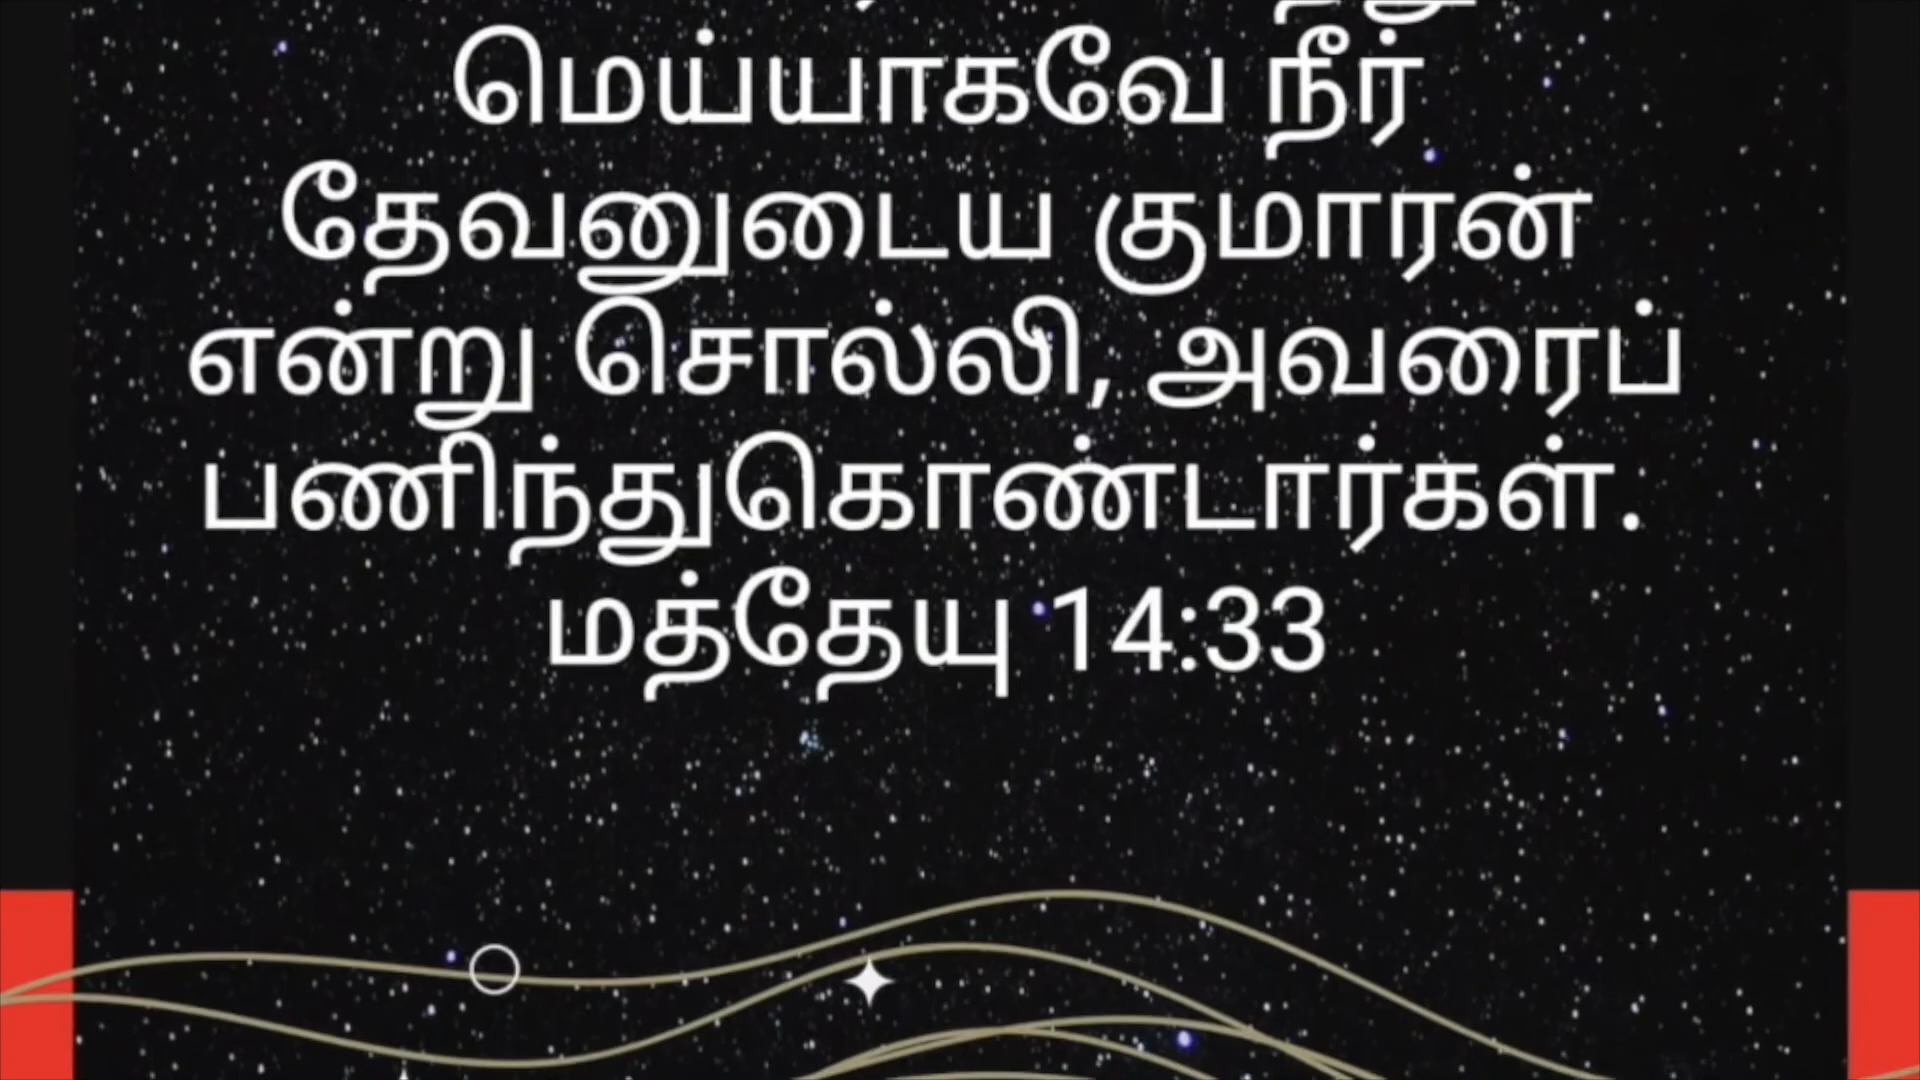 மெய்யாகவே நீர்
தேவனுடைய குமாரன்
என்று சொல்லி, அவரைப்
பணிந்துகொண்டார்கள்.
மத்தேயு 14:33